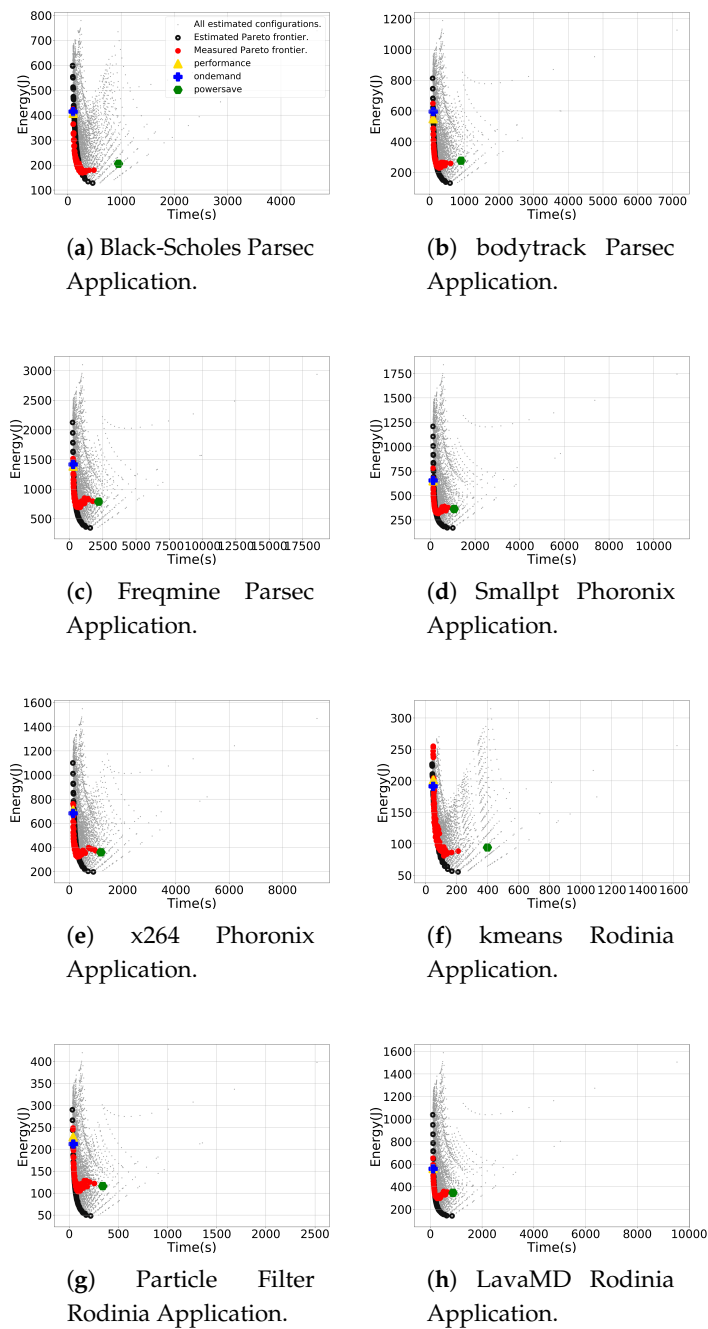 800
700
600
500
400
300
200
100
Energy(J)
All estimated configurations.
Estimated Pareto frontier.
Measured Pareto frontier.
performance
ondemand
powersave
0 1000 2000 3000 4000
Time(s)
(a) Black-Scholes Parsec
Application.
1200
1000
800
600
400
200
Energy(J)
0 1000 2000 3000 4000 5000 6000 7000
Time(s)
(b) bodytrack Parsec
Application.
3000
2500
2000
1500
1000
500
Energy(J)
0 2500 5000 7500 10000 12500 15000 17500
Time(s)
(c) Freqmine Parsec
Application.
1750
1500
1250
1000
750
500
250
Energy(J)
0 2000 4000 6000 8000 10000
Time(s)
(d) Smallpt Phoronix
Application.
1600
1400
1200
1000
800
600
400
200
Energy(J)
0 2000 4000 6000 8000
Time(s)
(e) x264 Phoronix
Application.
300
250
200
150
100
50
Energy(J)
0 200 400 600 800 1000 1200 1400 1600
Time(s)
(f) kmeans Rodinia
Application.
400
350
300
250
200
150
100
50
Energy(J)
0 500 1000 1500 2000 2500
Time(s)
(g) Particle Filter
Rodinia Application.
1600
1400
1200
1000
800
600
400
200
Energy(J)
0 2000 4000 6000 8000 10000
Time(s)
(h) LavaMD Rodinia
Application.